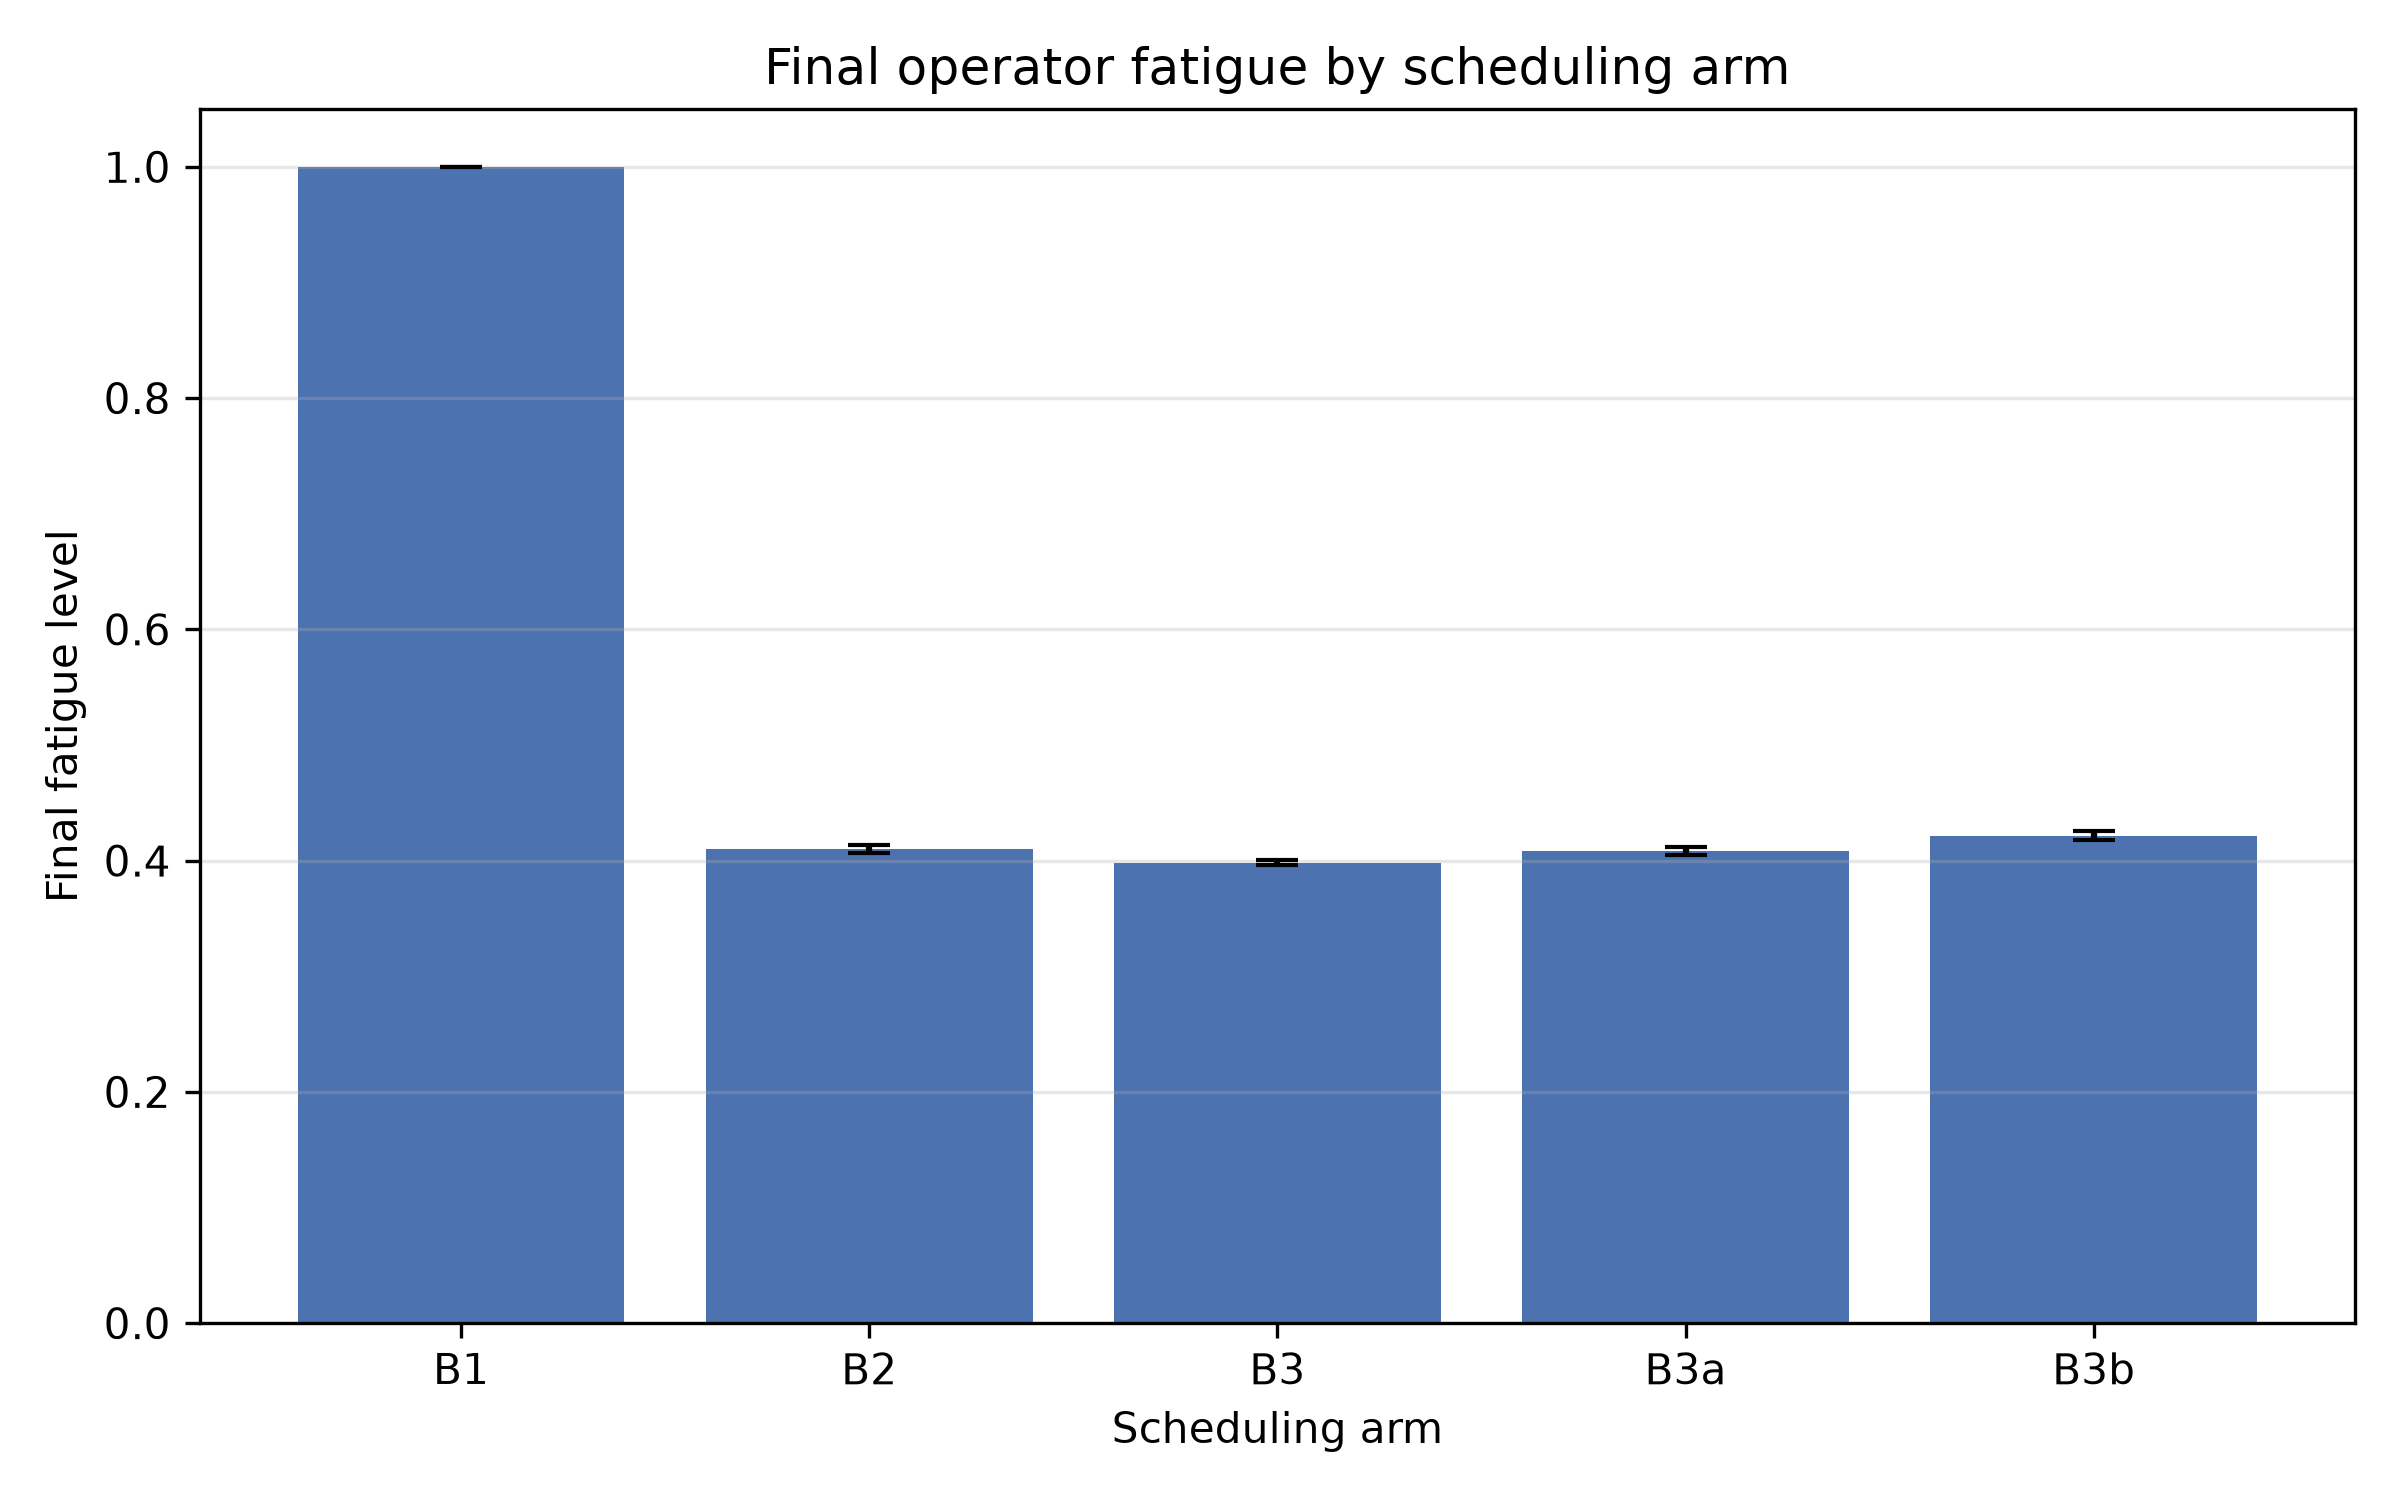 Final operator fatigue by scheduling arm
Final fatigue level
1.0
0.8
0.6
0.4
0.2
0.0
B1 B2 B3 B3a B3b
Scheduling arm